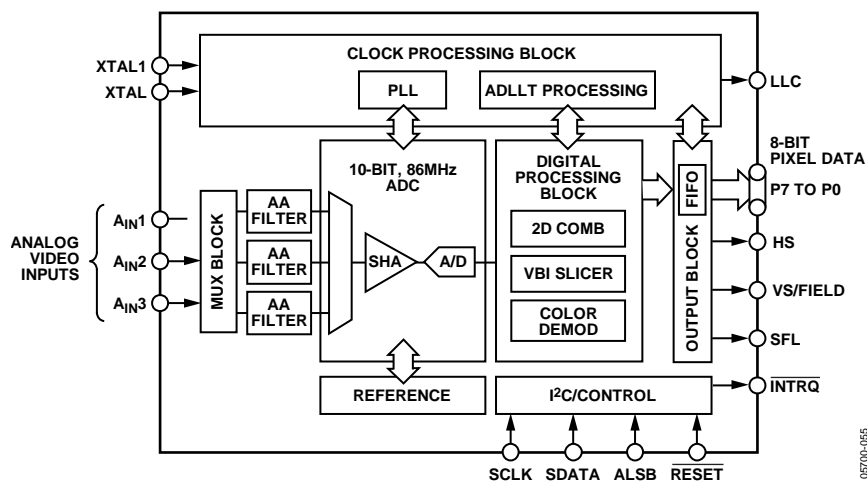 CLOCK PROCESSING BLOCK
XTAL1
XTAL
PLL
ADLLT PROCESSING
LLC
8-BIT
PIXEL DATA
P7 TO P0
10-BIT, 86MHz
ADC
DIGITAL
PROCESSING
BLOCK
FIFO
OUTPUT BLOCK
ANALOG
VIDEO
INPUTS
AIN1
AIN2
AIN3
MUX BLOCK
AA
FILTER
AA
FILTER
AA
FILTER
SHA
A/D
2D COMB
VBI SLICER
COLOR
DEMOD
HS
VS/FIELD
SFL
REFERENCE
I2C/CONTROL
INTRQ
SCLK
SDATA
ALSB
RESET
05700-055